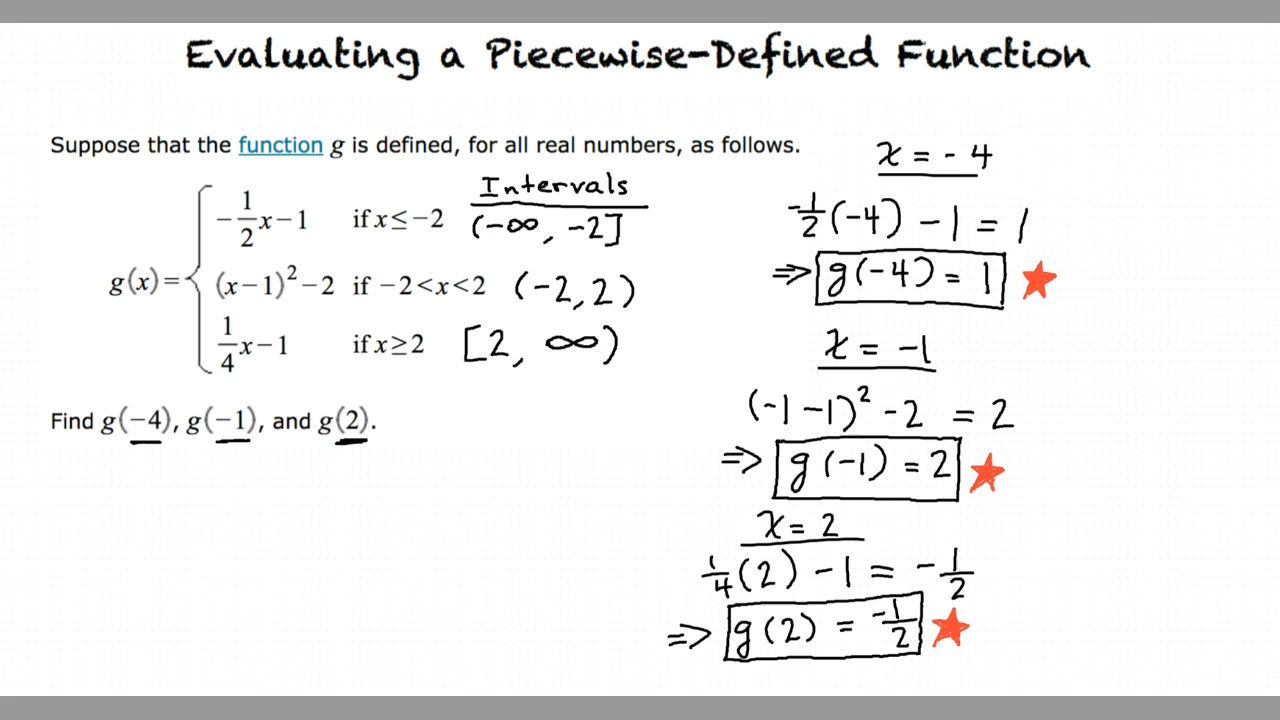 Evaluating a Piecewise-Defined Function
Suppose that the function g is defined, for all real numbers, as follows.
Intervals
-1/2 x-1 if x≤-2 (-∞, -2]
g(x)= (x-1)²-2 if -2<x<2 (-2,2)
1/4 x-1 if x≥2 [2, ∞)
Find g(-4), g(-1), and g(2).
x = -4
-1/2 (-4) -1 = 1
=> g(-4) = 1
x = -1
(-1 -1)² -2 = 2
=> g(-1) = 2
x = 2
1/4 (2) -1 = -1/2
=> g(2) = -1/2